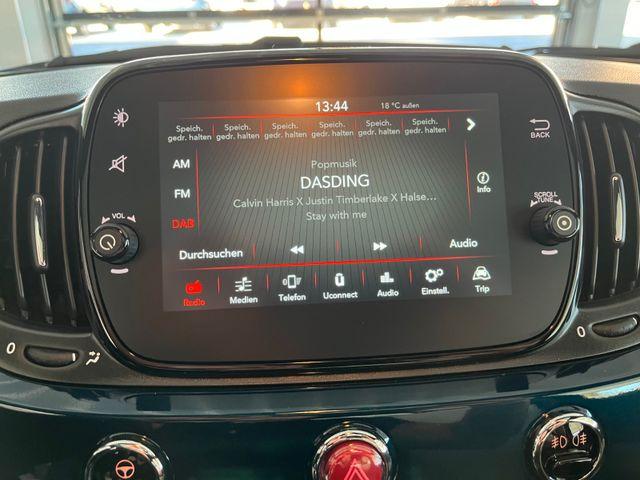 13:44 18 °C außen
Speich. gedr. halten Speich. gedr. halten Speich. gedr. halten Speich. gedr. halten Speich. gedr. halten Speich. gedr. halten
AM
FM
DAB
Popmusik
DASDING
Calvin Harris X Justin Timberlake X Halse...
Stay with me
Info
BACK
VOL
SCROLL
TUNE
Durchsuchen Audio
Radio Medien Telefon Uconnect Audio Einstell. Trip
0 0